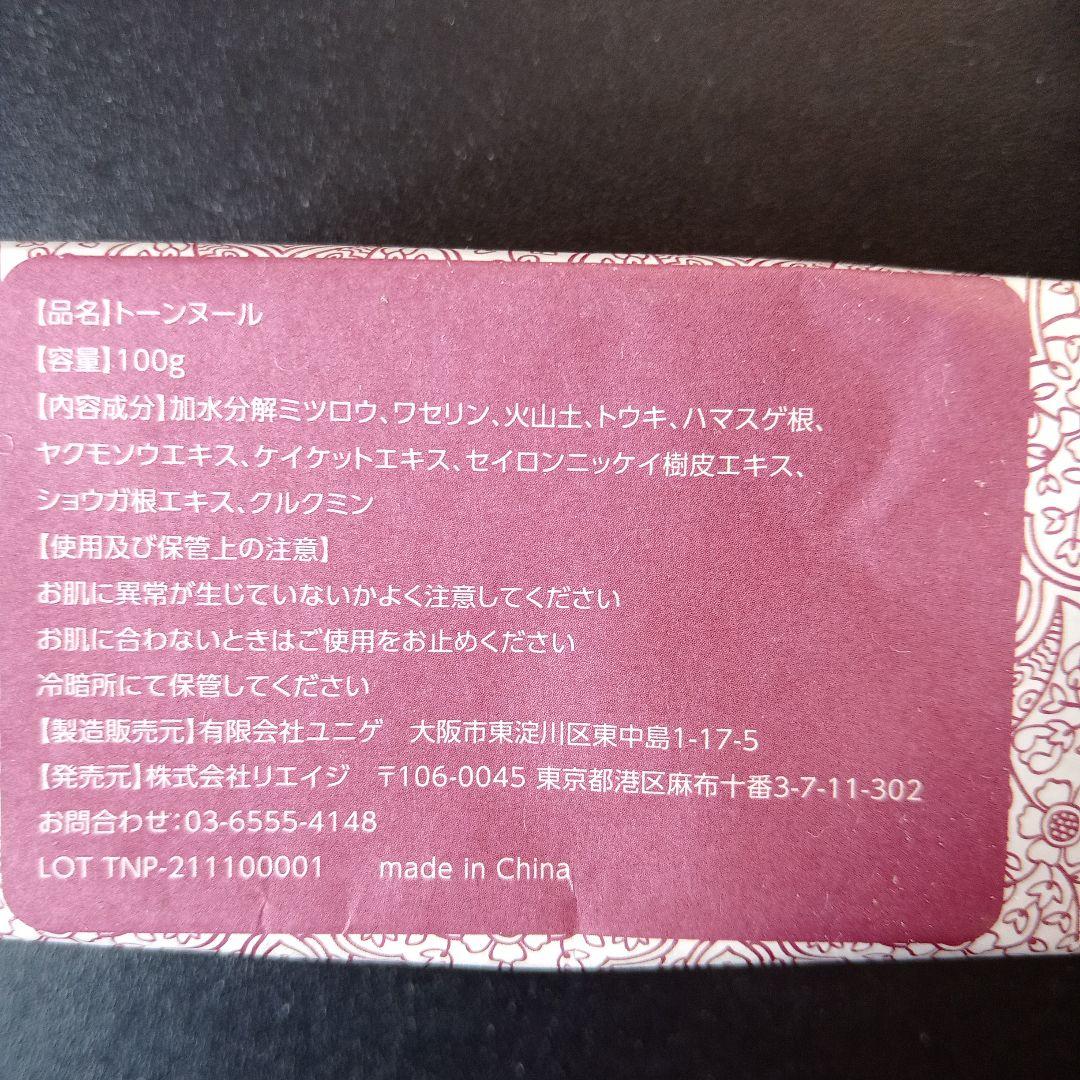 【品名】トーンヌール
【容量】100g
【内容成分】加水分解ミツロウ、ワセリン、火山土、トウキ、ハマスゲ根、
ヤクモソウエキス、ケイケットエキス、セイロンニッケイ樹皮エキス、
ショウガ根エキス、クルクミン
【使用及び保管上の注意】
お肌に異常が生じていないかよく注意してください
お肌に合わないときはご使用をお止めください
冷暗所にて保管してください
【製造販売元】有限会社ユニゲ　大阪市東淀川区東中島1-17-5
【発売元】株式会社リエイジ　〒106-0045 東京都港区麻布十番3-7-11-302
お問合わせ:03-6555-4148
LOT TNP-211100001　made in China